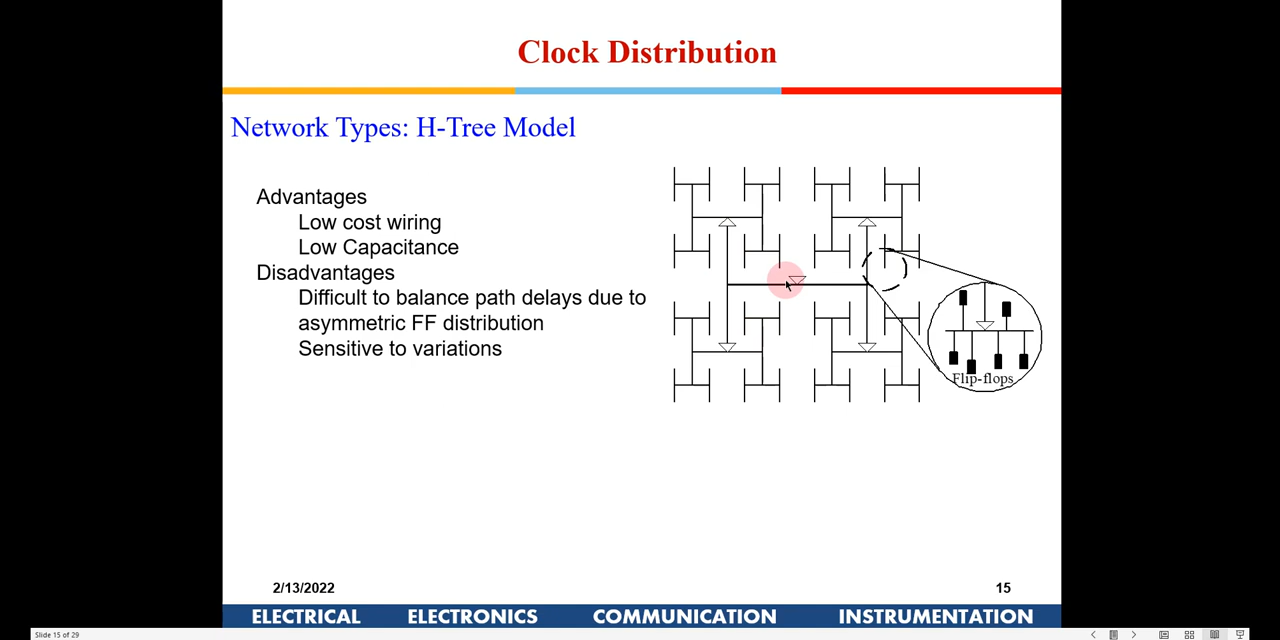 Clock Distribution
Network Types: H-Tree Model
Advantages
Low cost wiring
Low Capacitance
Disadvantages
Difficult to balance path delays due to
asymmetric FF distribution
Sensitive to variations
Flip-flops
2/13/2022
15
ELECTRICAL ELECTRONICS COMMUNICATION INSTRUMENTATION
Slide 15 of 29